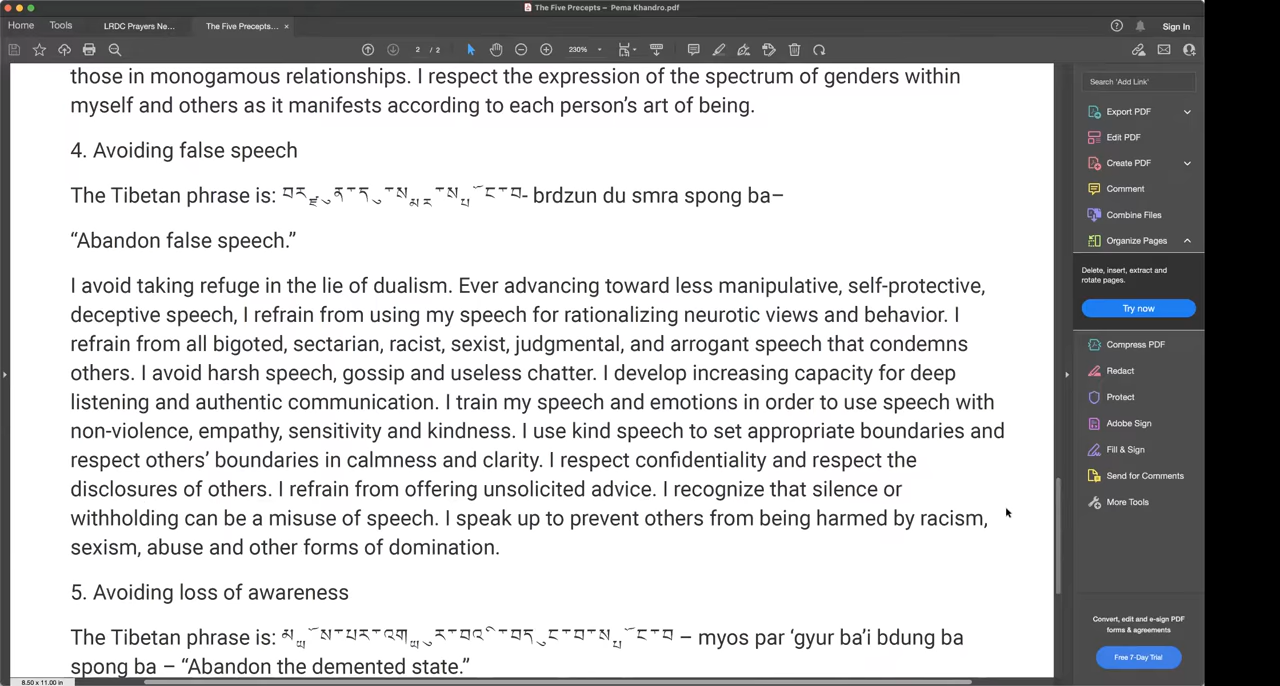 The Five Precepts – Pema Khandro.pdf
Home Tools LRDC Prayers Ne... The Five Precepts... × Sign In
2 / 2 230%
those in monogamous relationships. I respect the expression of the spectrum of genders within
myself and others as it manifests according to each person’s art of being.
4. Avoiding false speech
The Tibetan phrase is: བརྫུན་དུ་སྨར་སྤོང་བ- brdzun du smra spong ba–
“Abandon false speech.”
I avoid taking refuge in the lie of dualism. Ever advancing toward less manipulative, self-protective,
deceptive speech, I refrain from using my speech for rationalizing neurotic views and behavior. I
refrain from all bigoted, sectarian, racist, sexist, judgmental, and arrogant speech that condemns
others. I avoid harsh speech, gossip and useless chatter. I develop increasing capacity for deep
listening and authentic communication. I train my speech and emotions in order to use speech with
non-violence, empathy, sensitivity and kindness. I use kind speech to set appropriate boundaries and
respect others’ boundaries in calmness and clarity. I respect confidentiality and respect the
disclosures of others. I refrain from offering unsolicited advice. I recognize that silence or
withholding can be a misuse of speech. I speak up to prevent others from being harmed by racism,
sexism, abuse and other forms of domination.
5. Avoiding loss of awareness
The Tibetan phrase is: – myos par ‘gyur ba’i bdung ba
spong ba – “Abandon the demented state.”
8.50 x 11.00 in
Search 'Add Link'
Export PDF
Edit PDF
Create PDF
Comment
Combine Files
Organize Pages
Delete, insert, extract and
rotate pages.
Try now
Compress PDF
Redact
Protect
Adobe Sign
Fill & Sign
Send for Comments
More Tools
Convert, edit and e-sign PDF
forms & agreements
Free 7-Day Trial